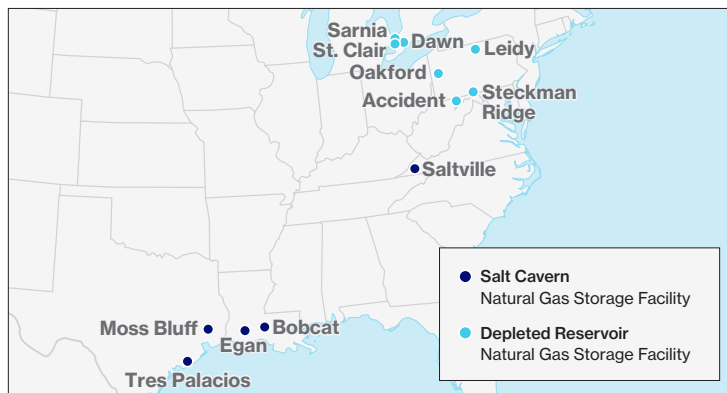 Sarnia
St. Clair
Dawn
Leidy
Oakford
Accident
Steckman
Ridge
Saltville
Moss Bluff
Egan
Bobcat
Tres Palacios
Salt Cavern
Natural Gas Storage Facility
Depleted Reservoir
Natural Gas Storage Facility